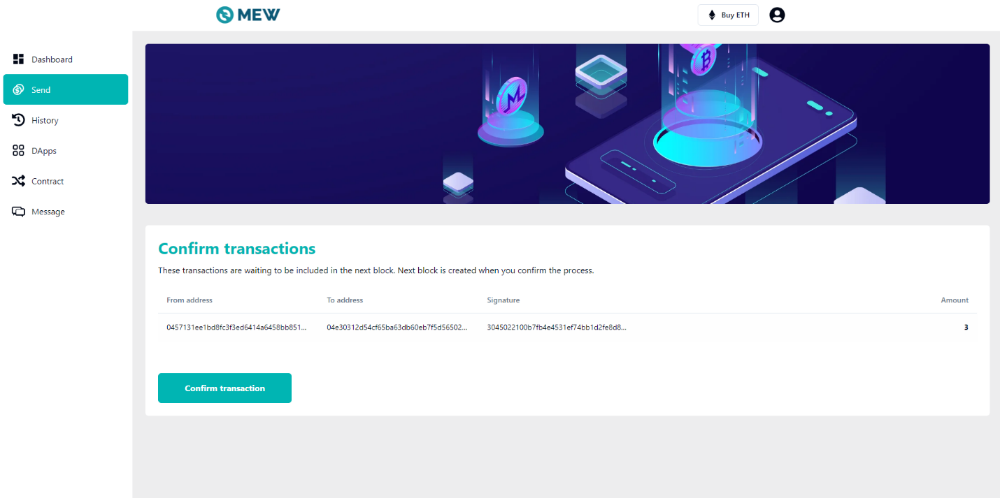 MEW
Buy ETH
Dashboard
Send
History
DApps
Contract
Message
Confirm transactions
These transactions are waiting to be included in the next block. Next block is created when you confirm the process.
From address To address Signature Amount
0457131ee1bd8fc3f3ed6414a6458bb851... 04e30312d54cf65ba63db60eb7f5d56502... 3045022100b7fb4e4531ef74bb1d2fe8d8... 3
Confirm transaction